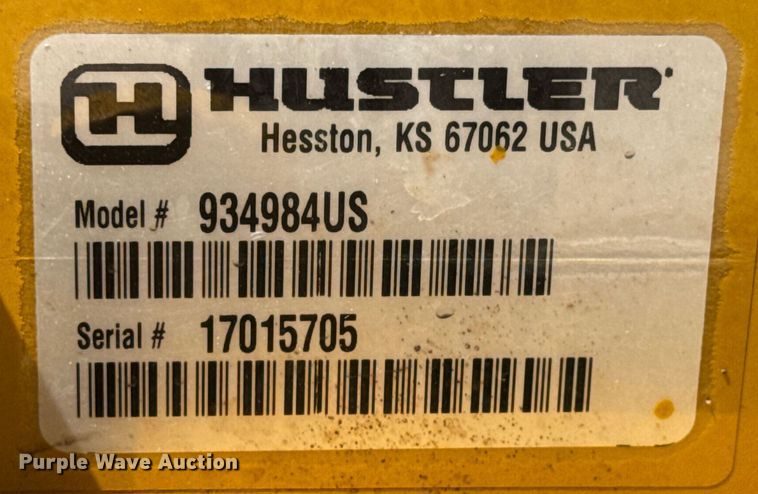 H HUSTLER
Hesston, KS 67062 USA
Model # 934984US
Serial # 17015705
Purple Wave Auction